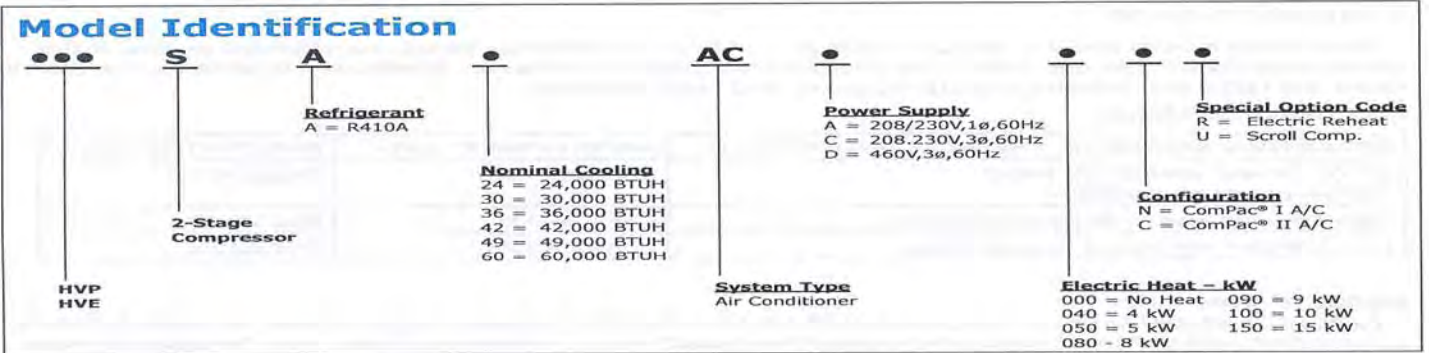 Model Identification
●●● S A ● AC ● ● ● ●
Refrigerant
A = R410A
Power Supply
A = 208/230V,1ø,60Hz
C = 208.230V,3ø,60Hz
D = 460V,3ø,60Hz
Special Option Code
R = Electric Reheat
U = Scroll Comp.
Nominal Cooling
24 = 24,000 BTUH
30 = 30,000 BTUH
36 = 36,000 BTUH
42 = 42,000 BTUH
49 = 49,000 BTUH
60 = 60,000 BTUH
Configuration
N = ComPac® I A/C
C = ComPac® II A/C
2-Stage
Compressor
HVP
HVE
System Type
Air Conditioner
Electric Heat – kW
000 = No Heat 090 = 9 kW
040 = 4 kW 100 = 10 kW
050 = 5 kW 150 = 15 kW
080 - 8 kW